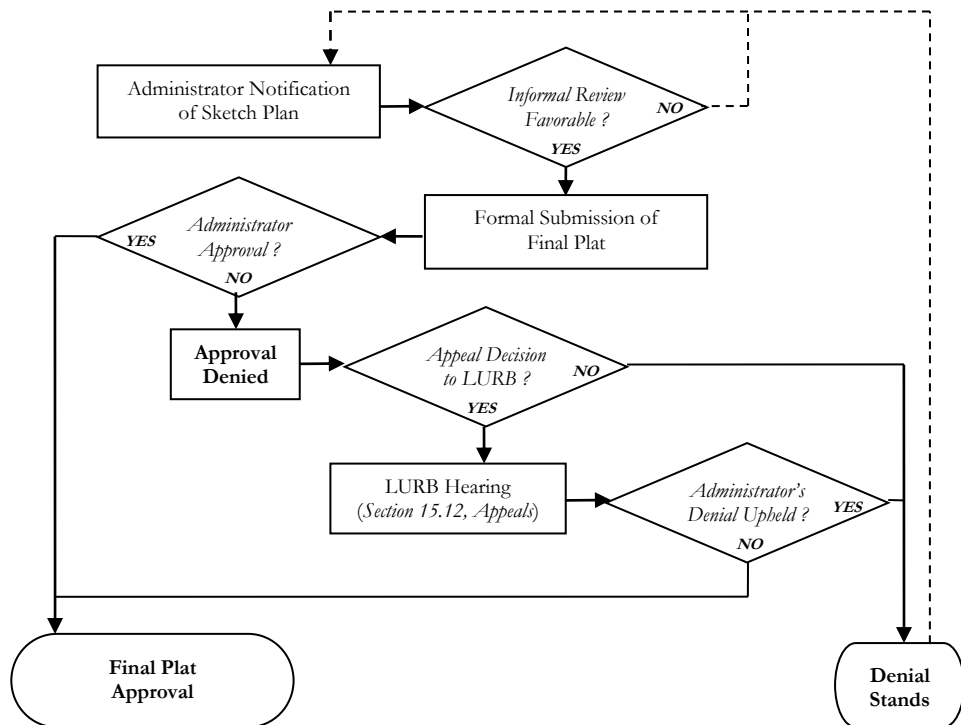 Administrator Notification
of Sketch Plan
Informal Review
Favorable ?
NO
YES
Formal Submission of
Final Plat
Administrator
Approval ?
YES
NO
Approval
Denied
Appeal Decision
to LURB ?
NO
YES
LURB Hearing
(Section 15.12, Appeals)
Administrator's
Denial Upheld ?
YES
NO
Final Plat
Approval
Denial
Stands